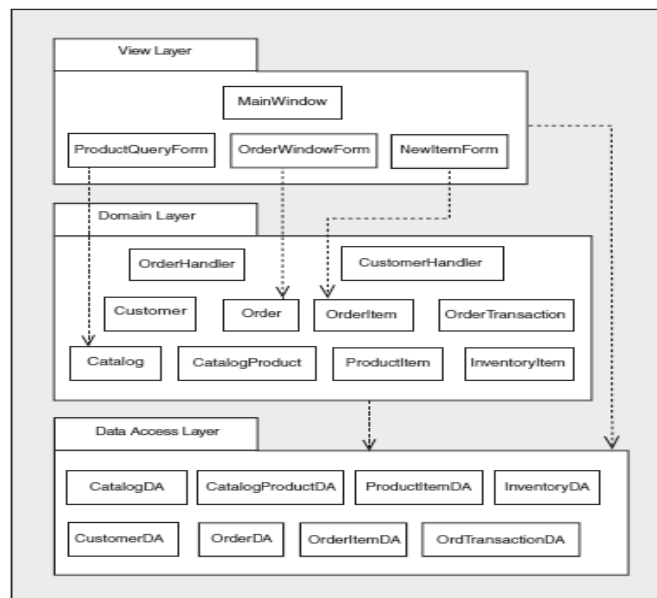 View Layer
MainWindow
ProductQueryForm
OrderWindowForm
NewItemForm
Domain Layer
OrderHandler
CustomerHandler
Customer
Order
OrderItem
OrderTransaction
Catalog
CatalogProduct
ProductItem
InventoryItem
Data Access Layer
CatalogDA
CatalogProductDA
ProductItemDA
InventoryDA
CustomerDA
OrderDA
OrderItemDA
OrdTransactionDA